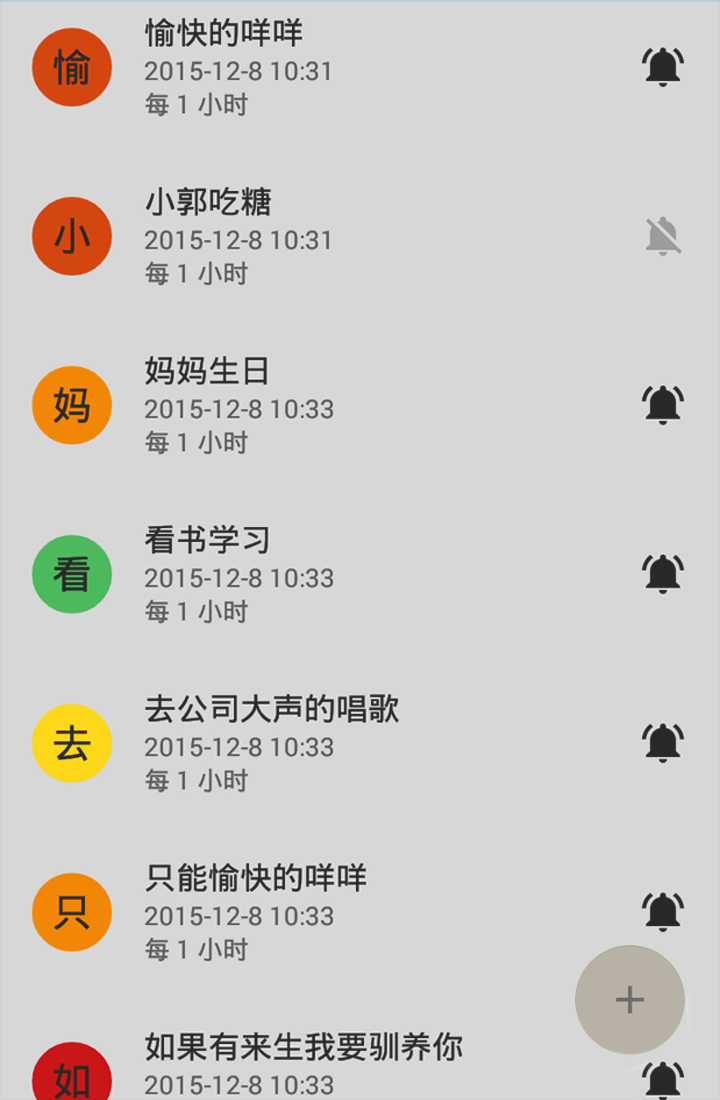 愉
愉快的咩咩
2015-12-8 10:31
每 1 小时
小
小郭吃糖
2015-12-8 10:31
每 1 小时
妈
妈妈生日
2015-12-8 10:33
每 1 小时
看
看书学习
2015-12-8 10:33
每 1 小时
去
去公司大声的唱歌
2015-12-8 10:33
每 1 小时
只
只能愉快的咩咩
2015-12-8 10:33
每 1 小时
+
如
如果有来生我要驯养你
2015-12-8 10:33